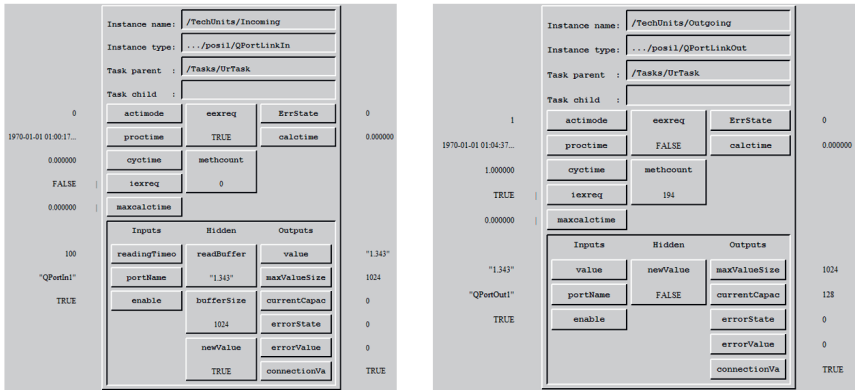 Instance name: /TechUnits/Incoming
Instance type: .../posil/QPortLinkIn
Task parent : /Tasks/UrTask
Task child :
0 actimode eexreq ErrState 0
1970-01-01 01:00:17... proctime TRUE calctime 0.000000
0.000000 cyctime methcount
FALSE iexreq 0
0.000000 maxcalctime
Inputs Hidden Outputs
100 readingTimeo readBuffer value "1.343"
"QPortIn1" portName "1.343" maxValueSize 1024
TRUE enable bufferSize currentCapac 0
1024 errorState 0
newValue errorValue 0
TRUE connectionVa TRUE
Instance name: /TechUnits/Outgoing
Instance type: .../posil/QPortLinkOut
Task parent : /Tasks/UrTask
Task child :
1 actimode eexreq ErrState 0
1970-01-01 01:04:37... proctime FALSE calctime 0.000000
1.000000 cyctime methcount
TRUE iexreq 194
0.000000 maxcalctime
Inputs Hidden Outputs
"1.343" value newValue maxValueSize 1024
"QPortOut1" portName FALSE currentCapac 128
TRUE enable errorState 0
errorValue 0
connectionVa TRUE